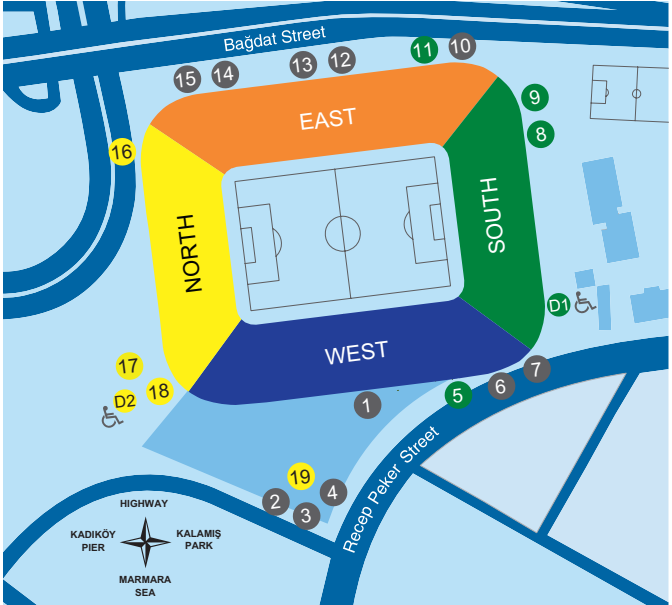 Bağdat Street
11
10
12
13
14
15
9
EAST
8
16
SOUTH
NORTH
D1
WEST
17
7
6
18
5
D2
1
Recep Peker Street
19
4
2
3
HIGHWAY
KADIKÖY
PIER
KALAMIŞ
PARK
MARMARA
SEA